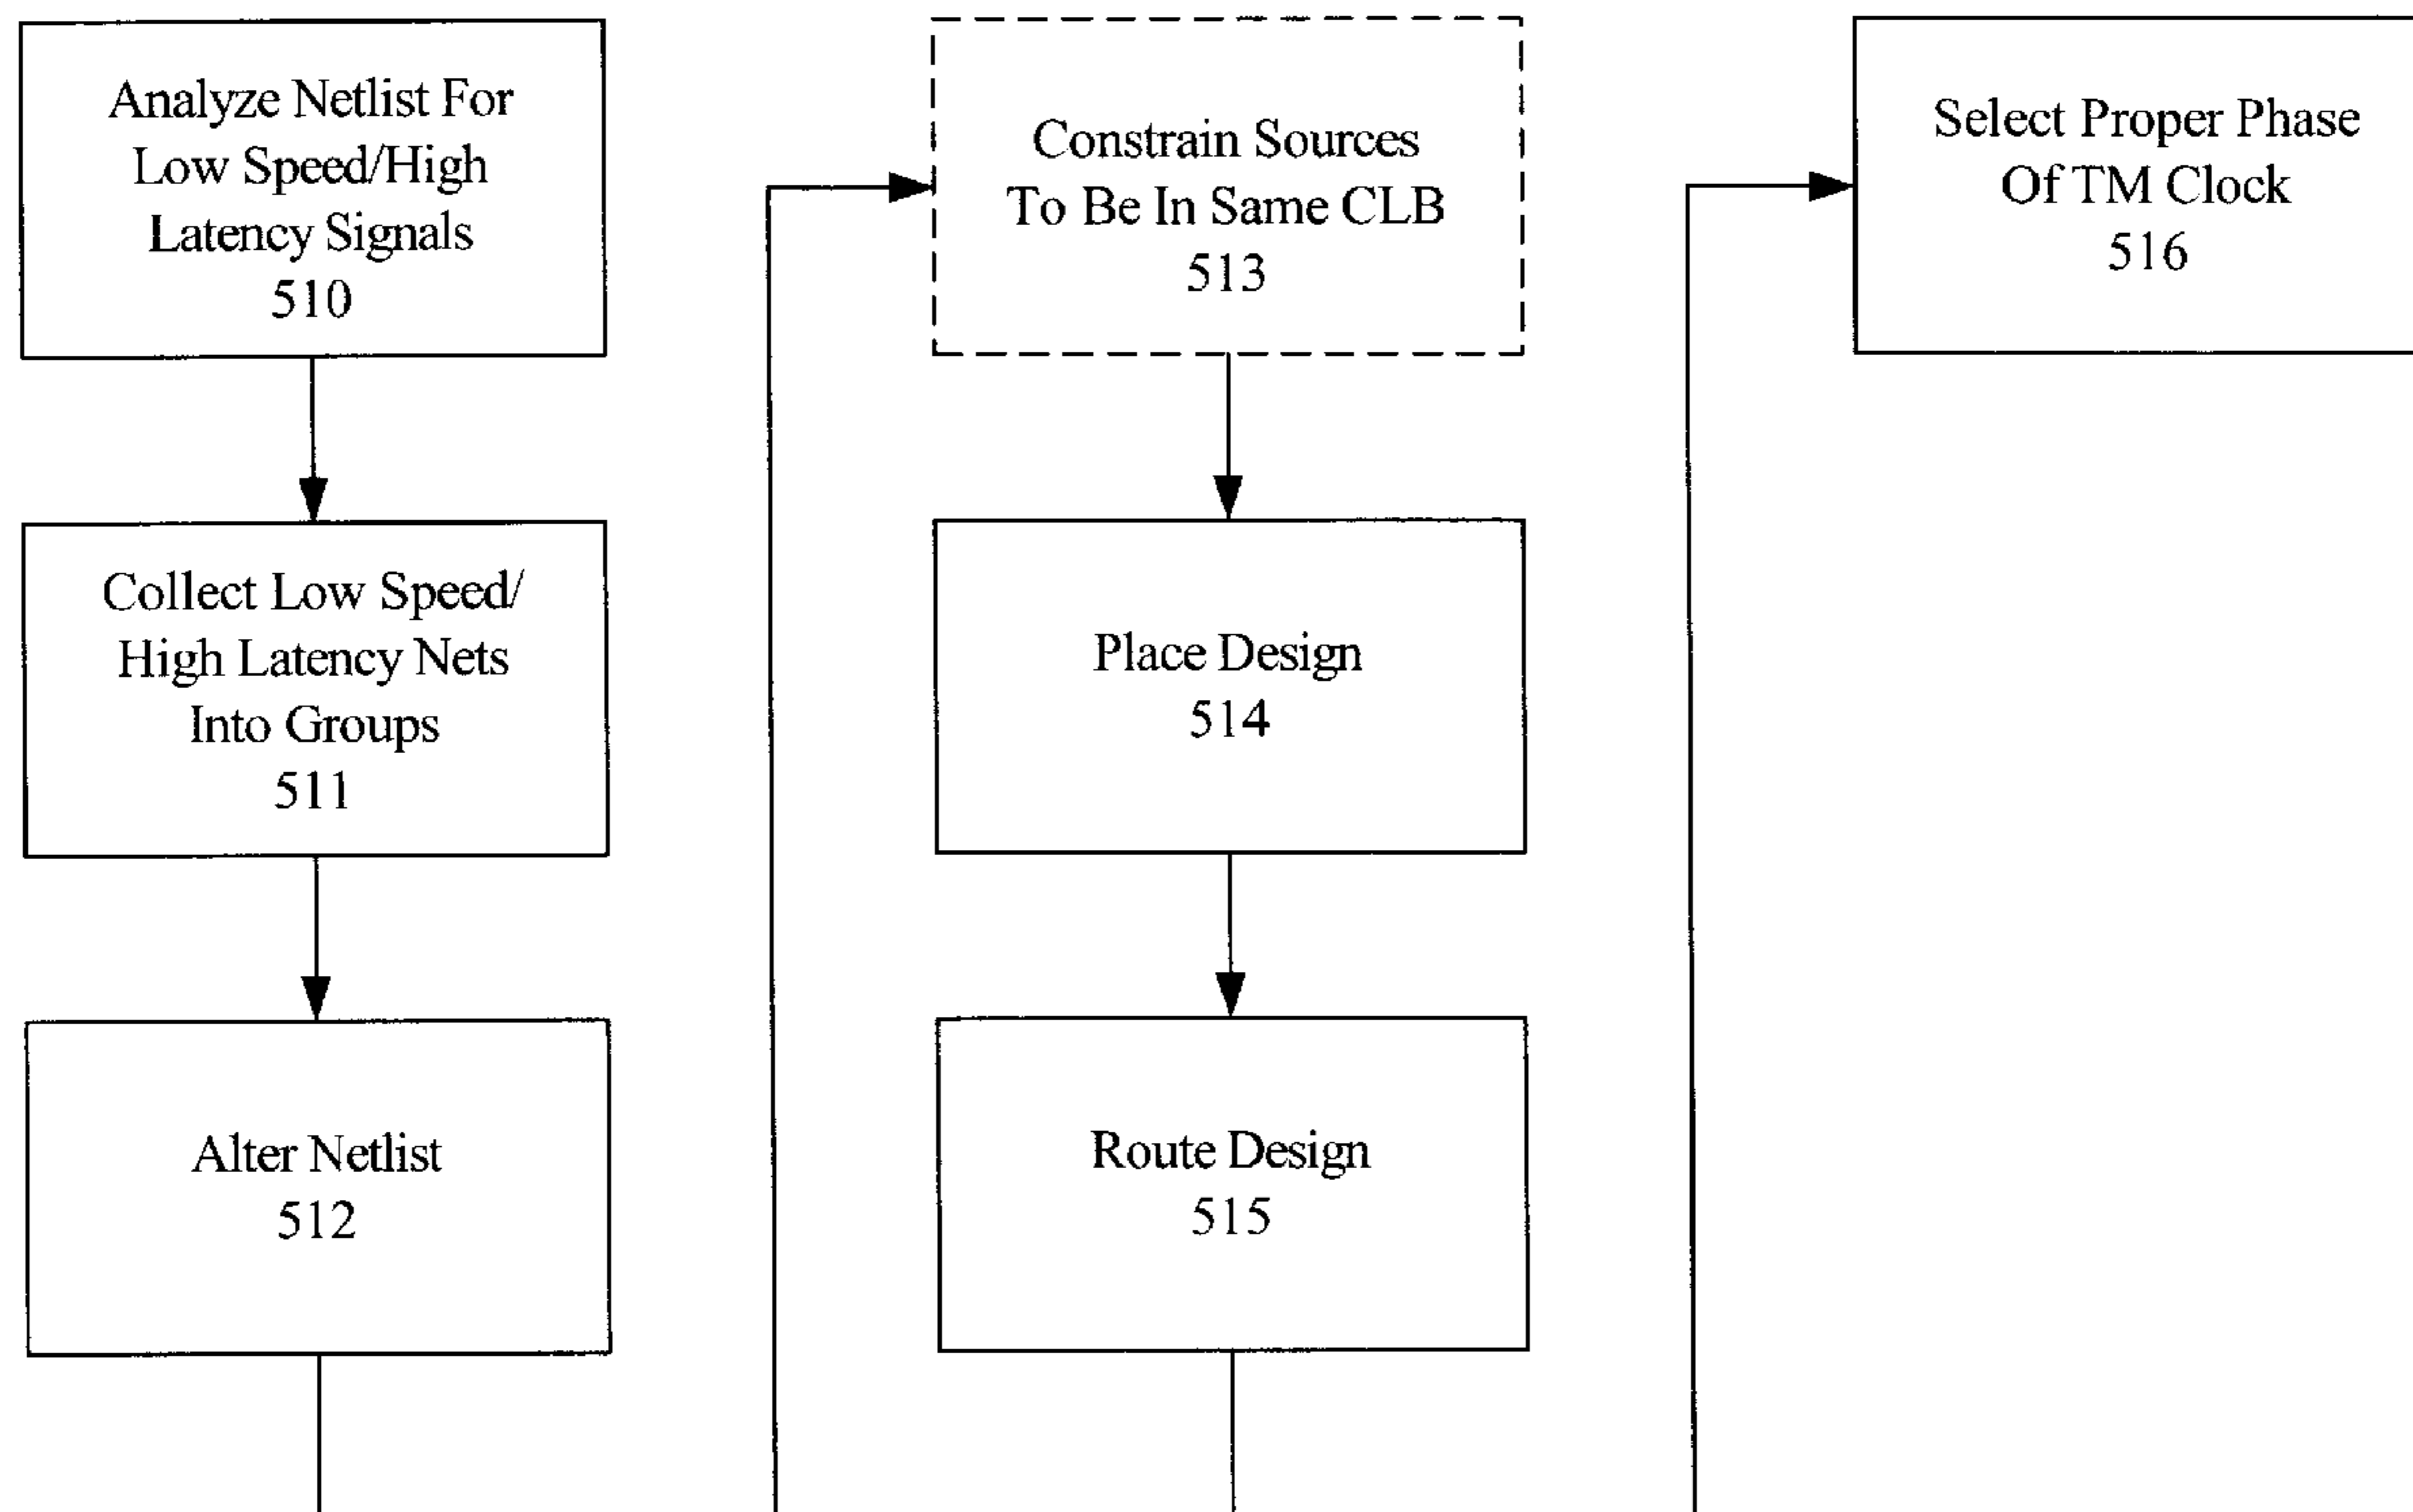 Analyze Netlist For
Low Speed/High
Latency Signals
510
Collect Low Speed/
High Latency Nets
Into Groups
511
Alter Netlist
512
Constrain Sources
To Be In Same CLB
513
Place Design
514
Route Design
515
Select Proper Phase
Of TM Clock
516